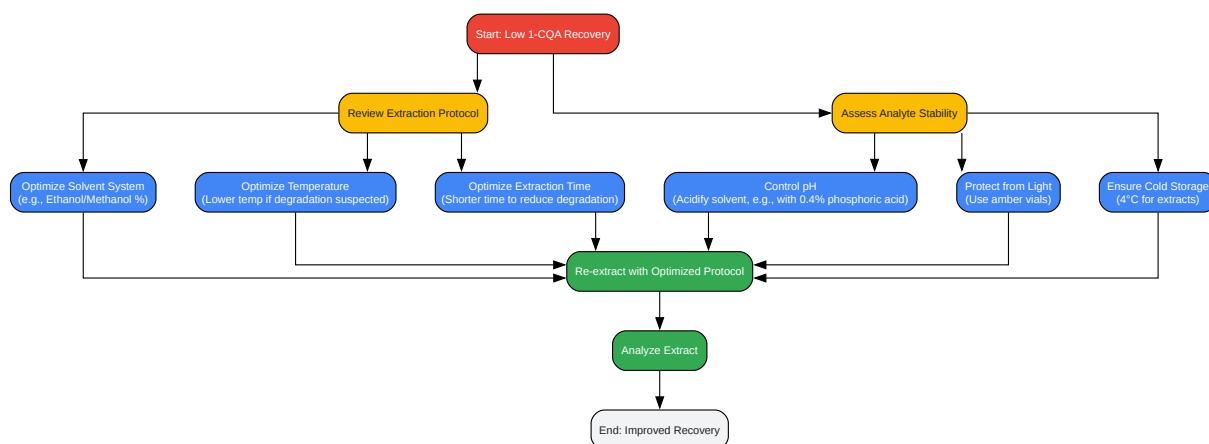 Start: Low 1-CQA Recovery
Review Extraction Protocol
Assess Analyte Stability
Optimize Solvent System
(e.g., Ethanol/Methanol %)
Optimize Temperature
(Lower temp if degradation suspected)
Optimize Extraction Time
(Shorter time to reduce degradation)
Control pH
(Acidify solvent, e.g., with 0.4% phosphoric acid)
Protect from Light
(Use amber vials)
Ensure Cold Storage
(4°C for extracts)
Re-extract with Optimized Protocol
Analyze Extract
End: Improved Recovery